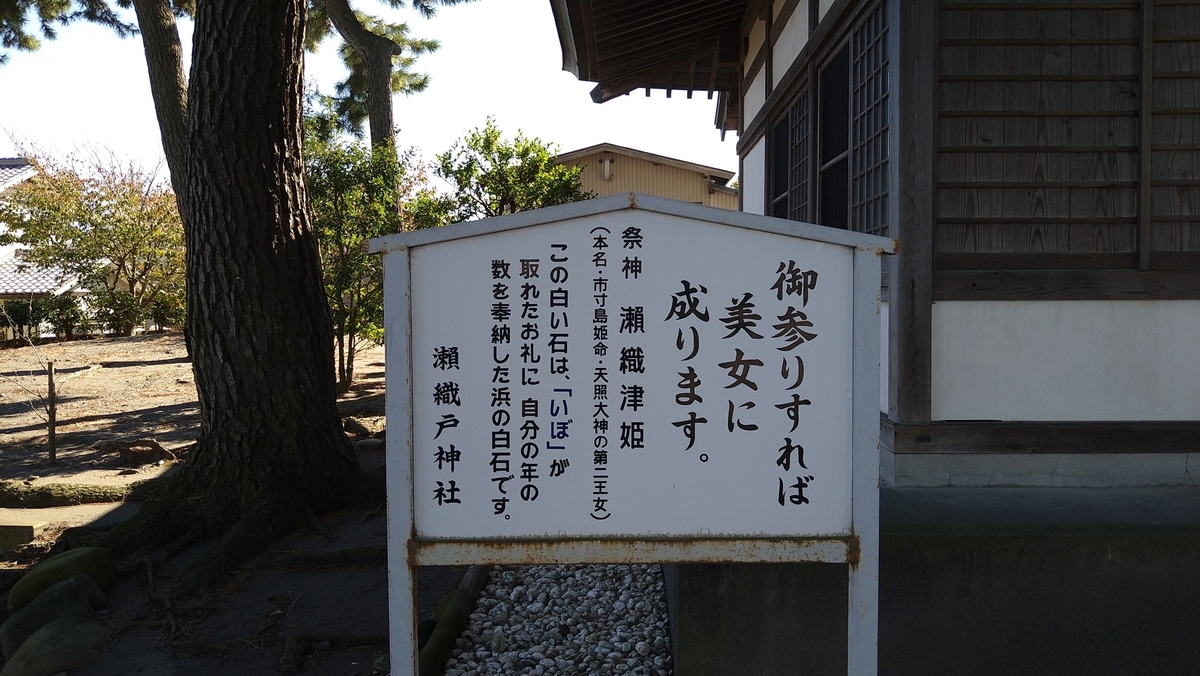 御参りすれば
美女に
成ります。
祭神 瀬織津姫
(本名・市寸島姫命・天照大神の第二王女)
この白い石は、「いぼ」が
取れたお礼に 自分の年の
数を奉納した浜の白石です。
瀬織戸神社